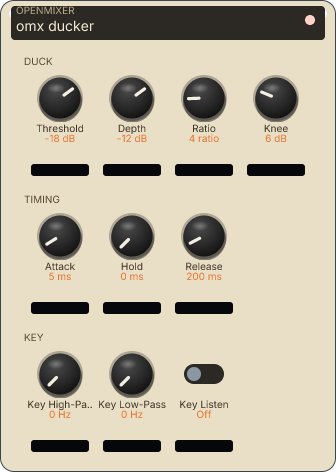 OPENMIXER
omx ducker
DUCK
Threshold Depth Ratio Knee
-18 dB -12 dB 4 ratio 6 dB
TIMING
Attack Hold Release
5 ms 0 ms 200 ms
KEY
Key High-Pa.. Key Low-Pass Key Listen
0 Hz 0 Hz Off